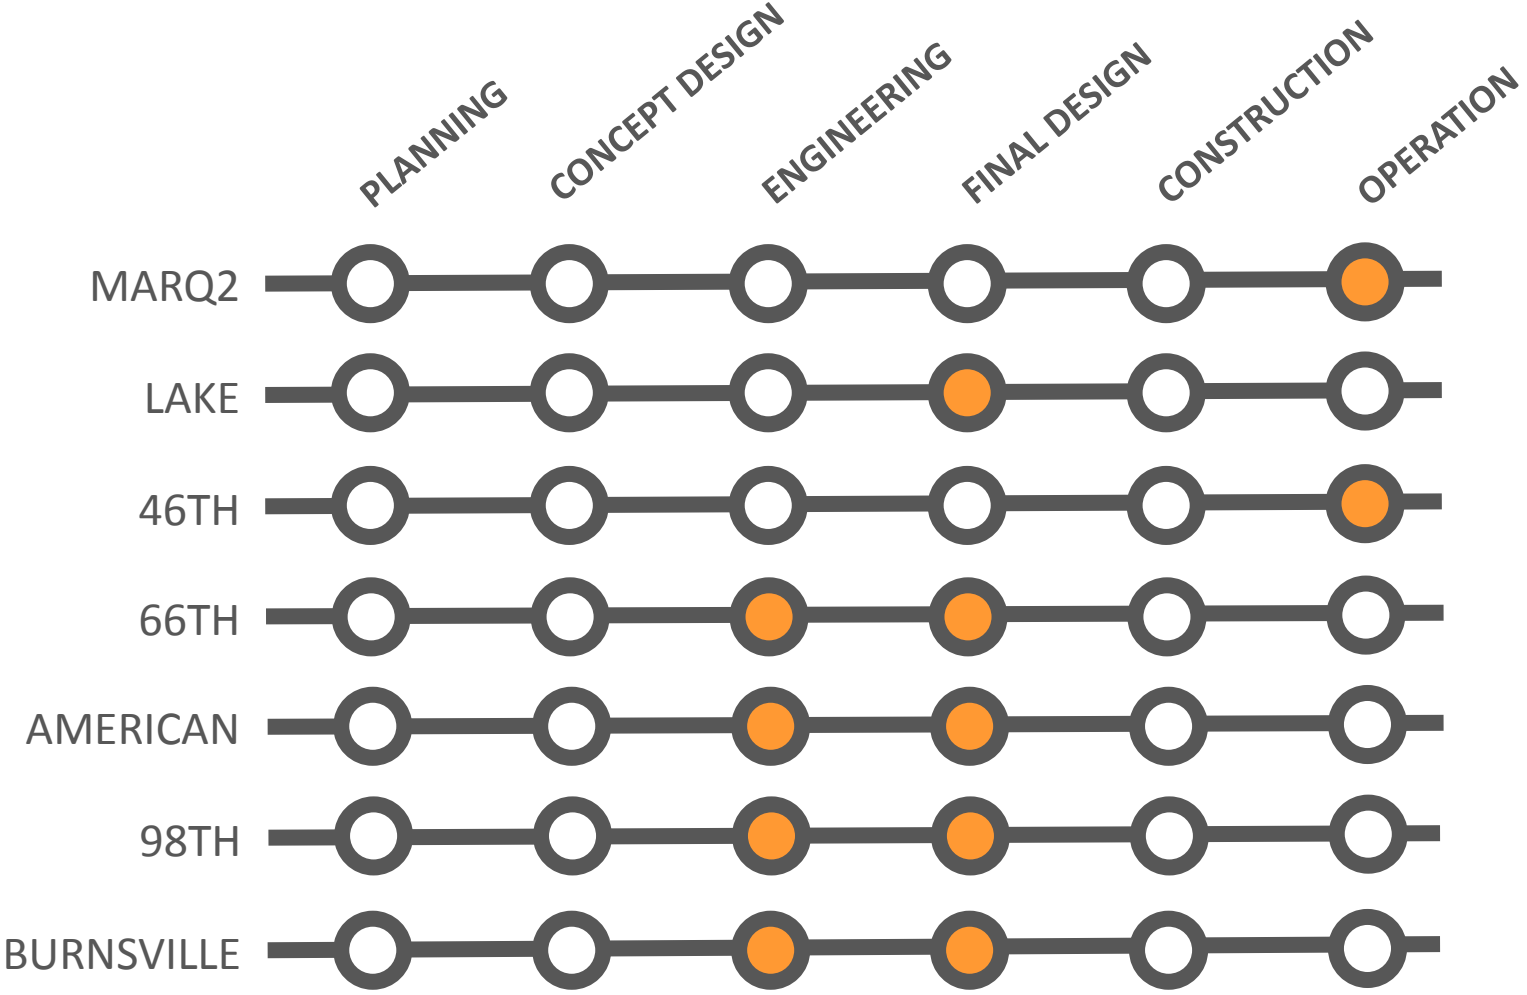 PLANNING
CONCEPT DESIGN
ENGINEERING
FINAL DESIGN
CONSTRUCTION
OPERATION
MARQ2
LAKE
46TH
66TH
AMERICAN
98TH
BURNSVILLE